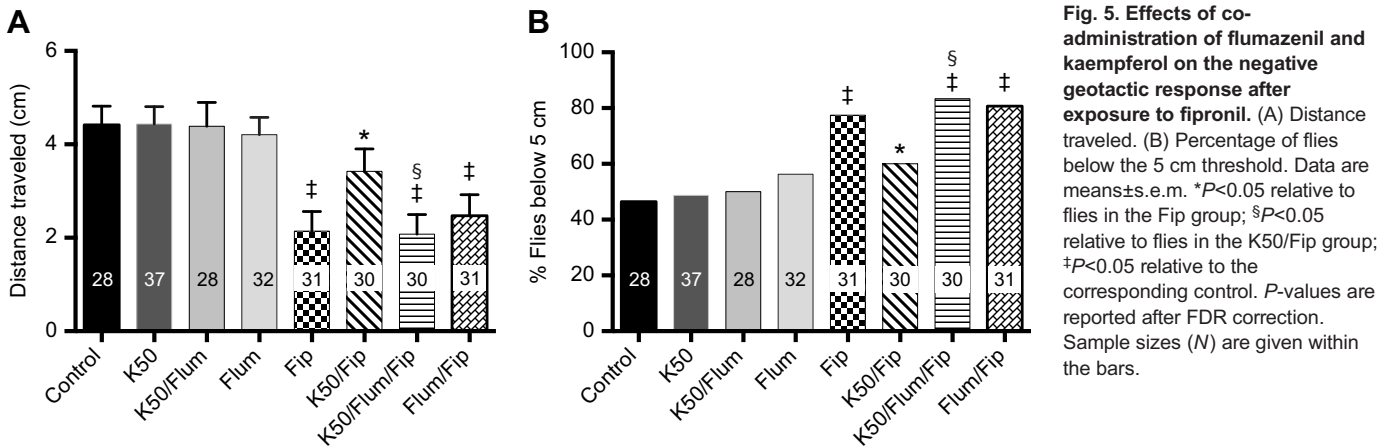 A
Distance traveled (cm)
6
4
2
0
‡
*
§
‡
‡
28
37
28
32
31
30
30
31
Control
K50
K50/Flum
Flum
Fip
K50/Fip
K50/Flum/Fip
Flum/Fip
B
% Flies below 5 cm
100
80
60
40
20
0
‡
*
§
‡
‡
28
37
28
32
31
30
30
31
Control
K50
K50/Flum
Flum
Fip
K50/Fip
K50/Flum/Fip
Flum/Fip
Fig. 5. Effects of co-
administration of flumazenil and
kaempferol on the negative
geotactic response after
exposure to fipronil. (A) Distance
traveled. (B) Percentage of flies
below the 5 cm threshold. Data are
means±s.e.m. *P<0.05 relative to
flies in the Fip group; §P<0.05
relative to flies in the K50/Fip group;
‡P<0.05 relative to the
corresponding control. P-values are
reported after FDR correction.
Sample sizes (N) are given within
the bars.